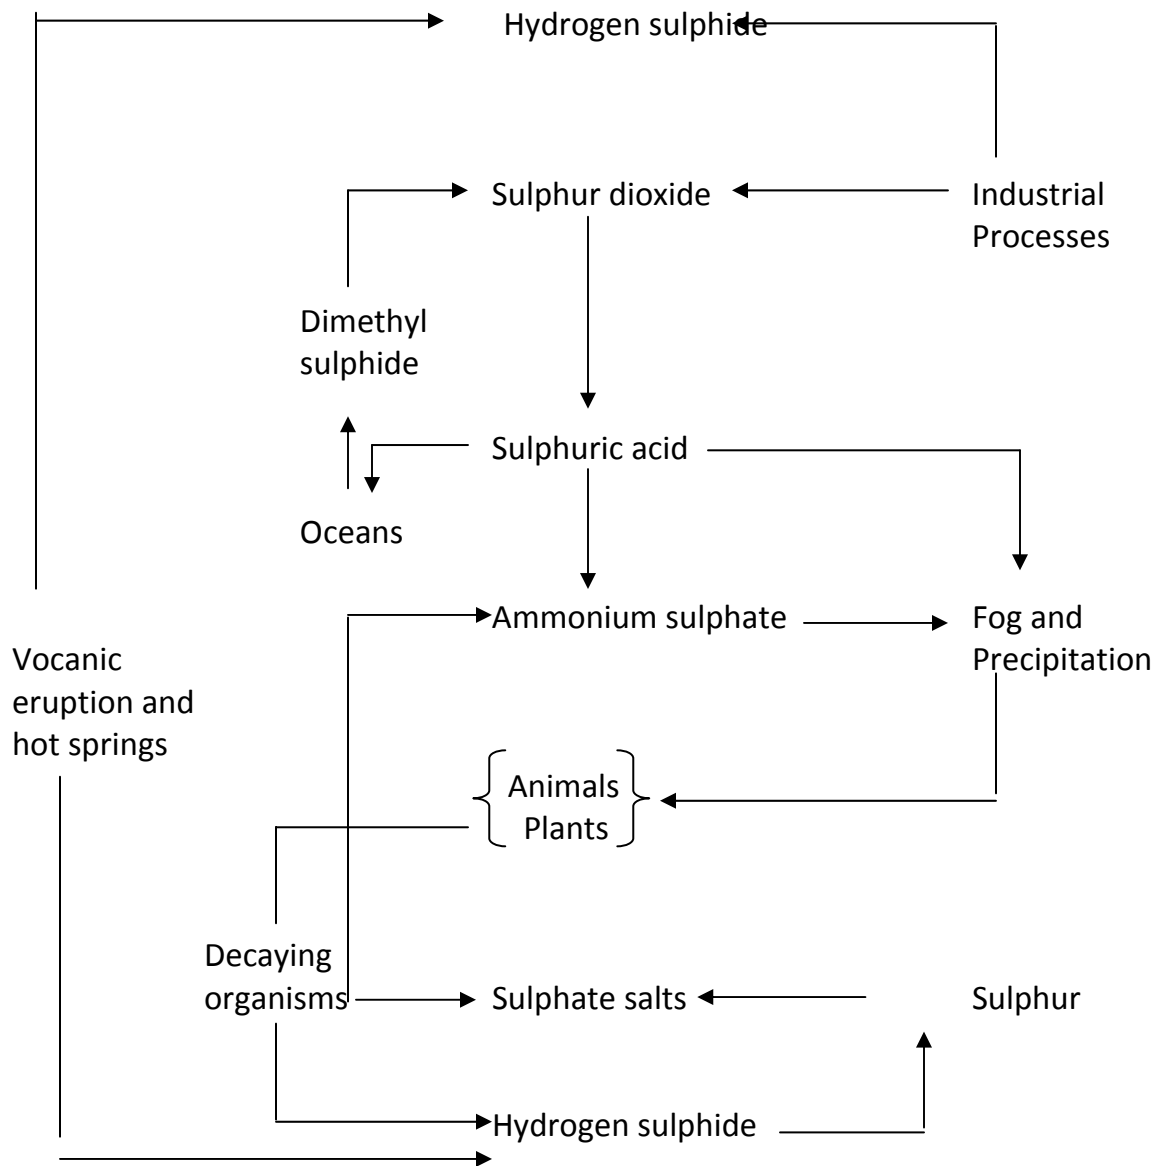 Hydrogen sulphide
Sulphur dioxide
Industrial
Processes
Dimethyl
sulphide
Sulphuric acid
Oceans
Ammonium sulphate
Fog and
Precipitation
Vocanic
eruption and
hot springs
Animals
Plants
Decaying
organisms
Sulphate salts
Sulphur
Hydrogen sulphide